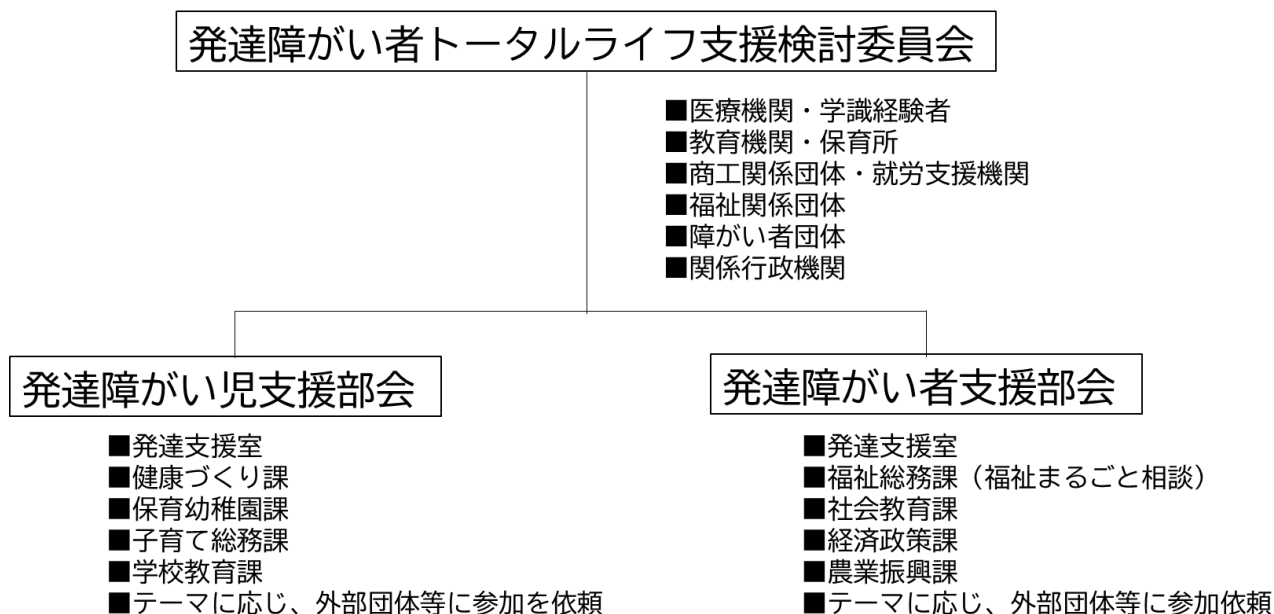 発達障がい者トータルライフ支援検討委員会
■医療機関・学識経験者
■教育機関・保育所
■商工関係団体・就労支援機関
■福祉関係団体
■障がい者団体
■関係行政機関
発達障がい児支援部会
■発達支援室
■健康づくり課
■保育幼稚園課
■子育て総務課
■学校教育課
■テーマに応じ、外部団体等に参加を依頼
発達障がい者支援部会
■発達支援室
■福祉総務課（福祉まるごと相談）
■社会教育課
■経済政策課
■農業振興課
■テーマに応じ、外部団体等に参加依頼